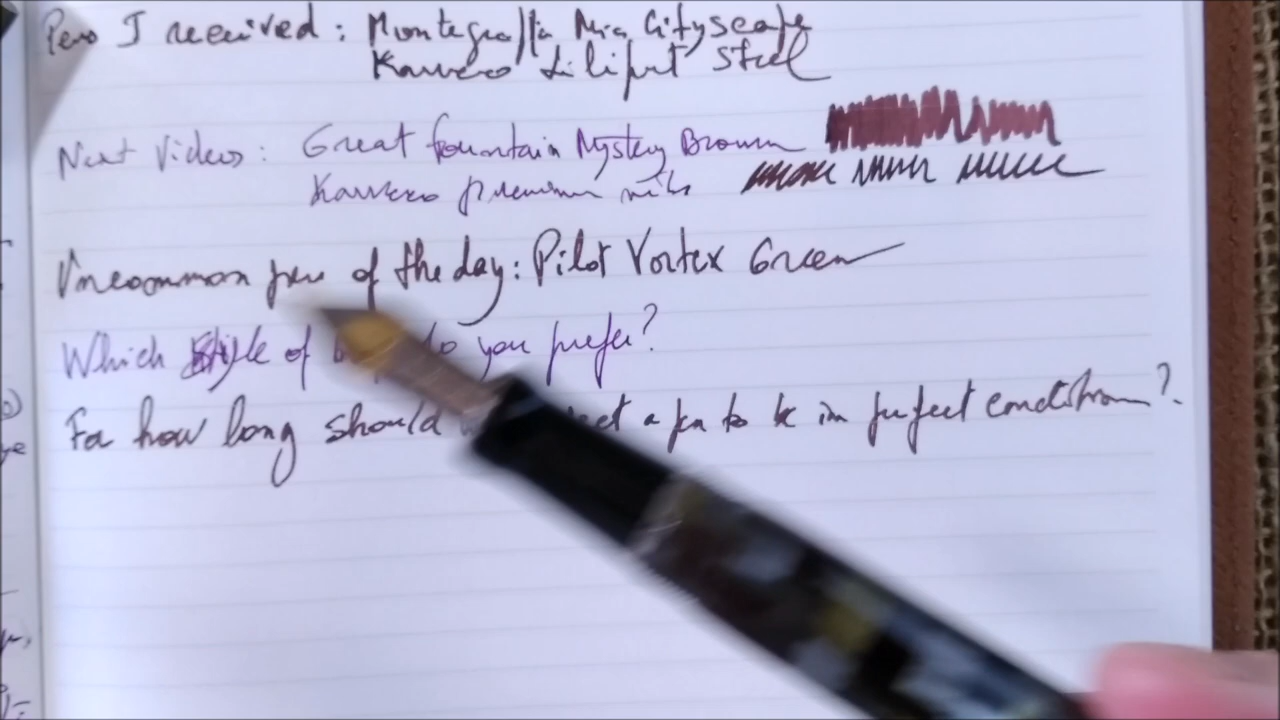 Pens I received: Montegrappa Mia Cityscape
Kaweco Liliput Steel
Next Videos: Great fountain Mystery Brown
Kaweco premium nibs
Uncommon pen of the day: Pilot Vortex Green
Which style of do you prefer?
For how long should a pen to be in perfect condition?